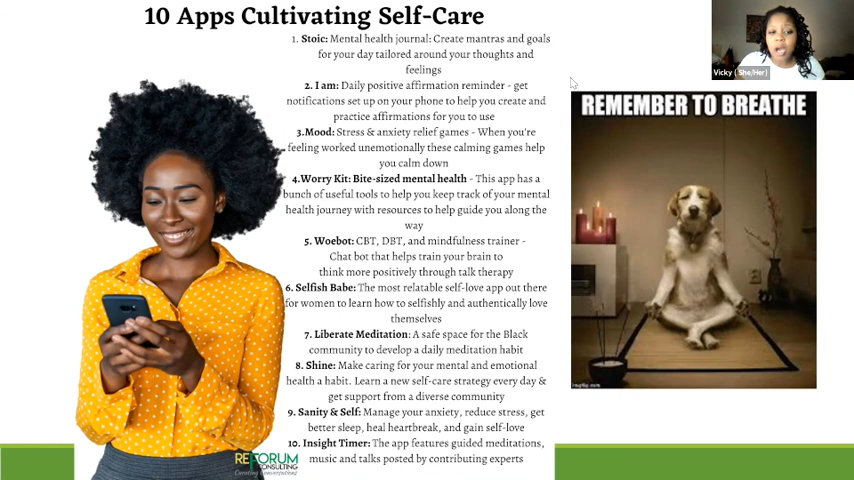 10 Apps Cultivating Self-Care
1. Stoic: Mental health journal: Create mantras and goals
for your day tailored around your thoughts and
feelings
2. I am: Daily positive affirmation reminder - get
notifications set up on your phone to help you create and
practice affirmations for you to use
3.Mood: Stress & anxiety relief games - When you're
feeling worked unemotionally these calming games help
you calm down
4.Worry Kit: Bite-sized mental health - This app has a
bunch of useful tools to help you keep track of your mental
health journey with resources to help guide you along the
way
5. Woebot: CBT, DBT, and mindfulness trainer -
Chat bot that helps train your brain to
think more positively through talk therapy
6. Selfish Babe: The most relatable self-love app out there
for women to learn how to selfishly and authentically love
themselves
7. Liberate Meditation: A safe space for the Black
community to develop a daily meditation habit
8. Shine: Make caring for your mental and emotional
health a habit. Learn a new self-care strategy every day &
get support from a diverse community
9. Sanity & Self: Manage your anxiety, reduce stress, get
better sleep, heal heartbreak, and gain self-love
10. Insight Timer: The app features guided meditations,
music and talks posted by contributing experts
REFORUM
CONSULTING
Curating Conversations
Vicky ( She/Her)
REMEMBER TO BREATHE
imgflip.com